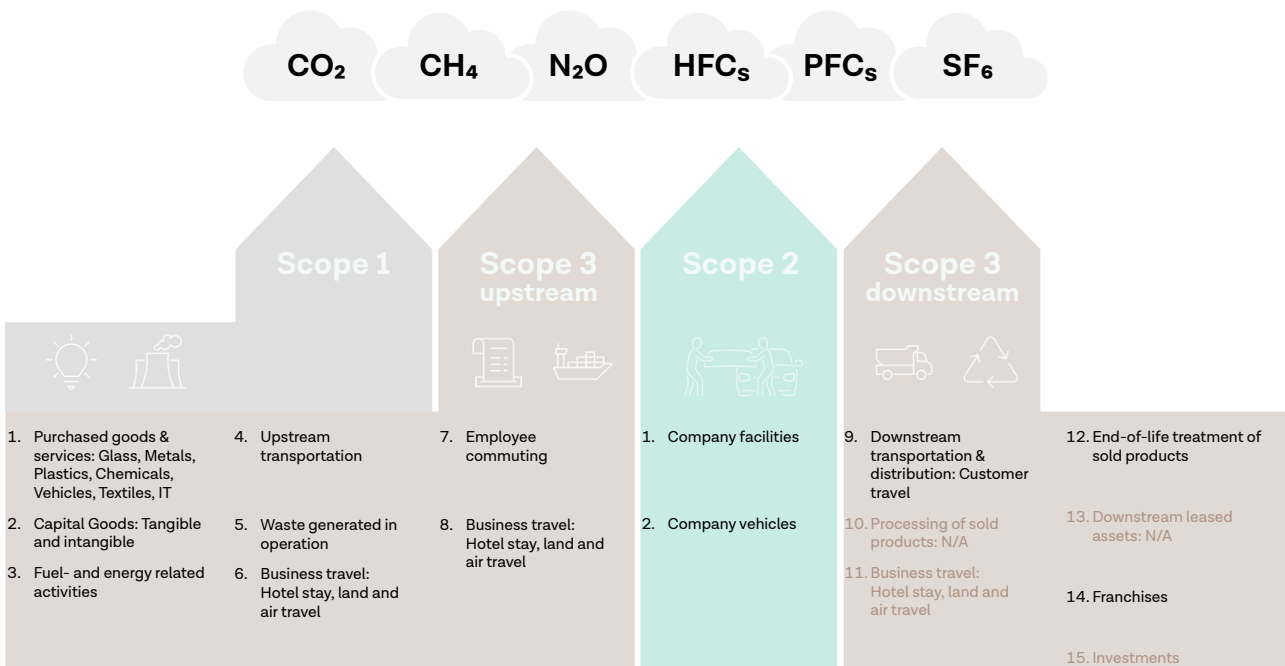 CO₂
CH₄
N₂O
HFCs
PFCs
SF₆
Scope 1
Scope 3
upstream
Scope 2
Scope 3
downstream
1. Purchased goods &
services: Glass, Metals,
Plastics, Chemicals,
Vehicles, Textiles, IT
2. Capital Goods: Tangible
and intangible
3. Fuel- and energy related
activities
4. Upstream
transportation
5. Waste generated in
operation
6. Business travel:
Hotel stay, land and
air travel
7. Employee
commuting
8. Business travel:
Hotel stay, land and
air travel
1. Company facilities
2. Company vehicles
9. Downstream
transportation &
distribution: Customer
travel
10. Processing of sold
products: N/A
11. Business travel:
Hotel stay, land and
air travel
12. End-of-life treatment of
sold products
13. Downstream leased
assets: N/A
14. Franchises
15. Investments